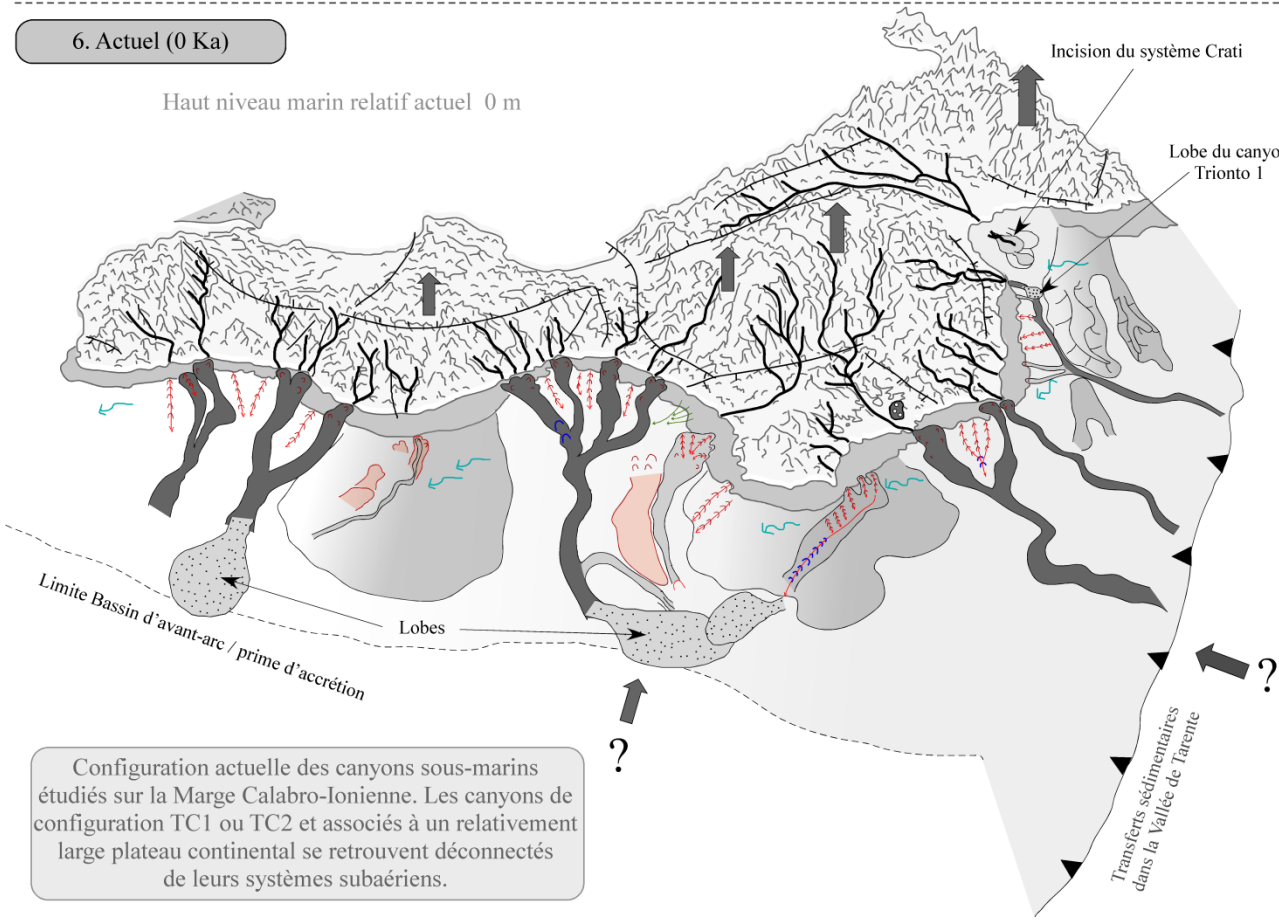 6. Actuel (0 Ka)
Haut niveau marin relatif actuel 0 m
Incision du système Crati
Lobe du canyo
Trionto 1
Limite Bassin d'avant-arc / prime d'accrétion
Lobes
?
?
Transferts sédimentaires
dans la Vallée de Tarente
Configuration actuelle des canyons sous-marins
étudiés sur la Marge Calabro-Ionienne. Les canyons de
configuration TC1 ou TC2 et associés à un relativement
large plateau continental se retrouvent déconnectés
de leurs systèmes subaériens.